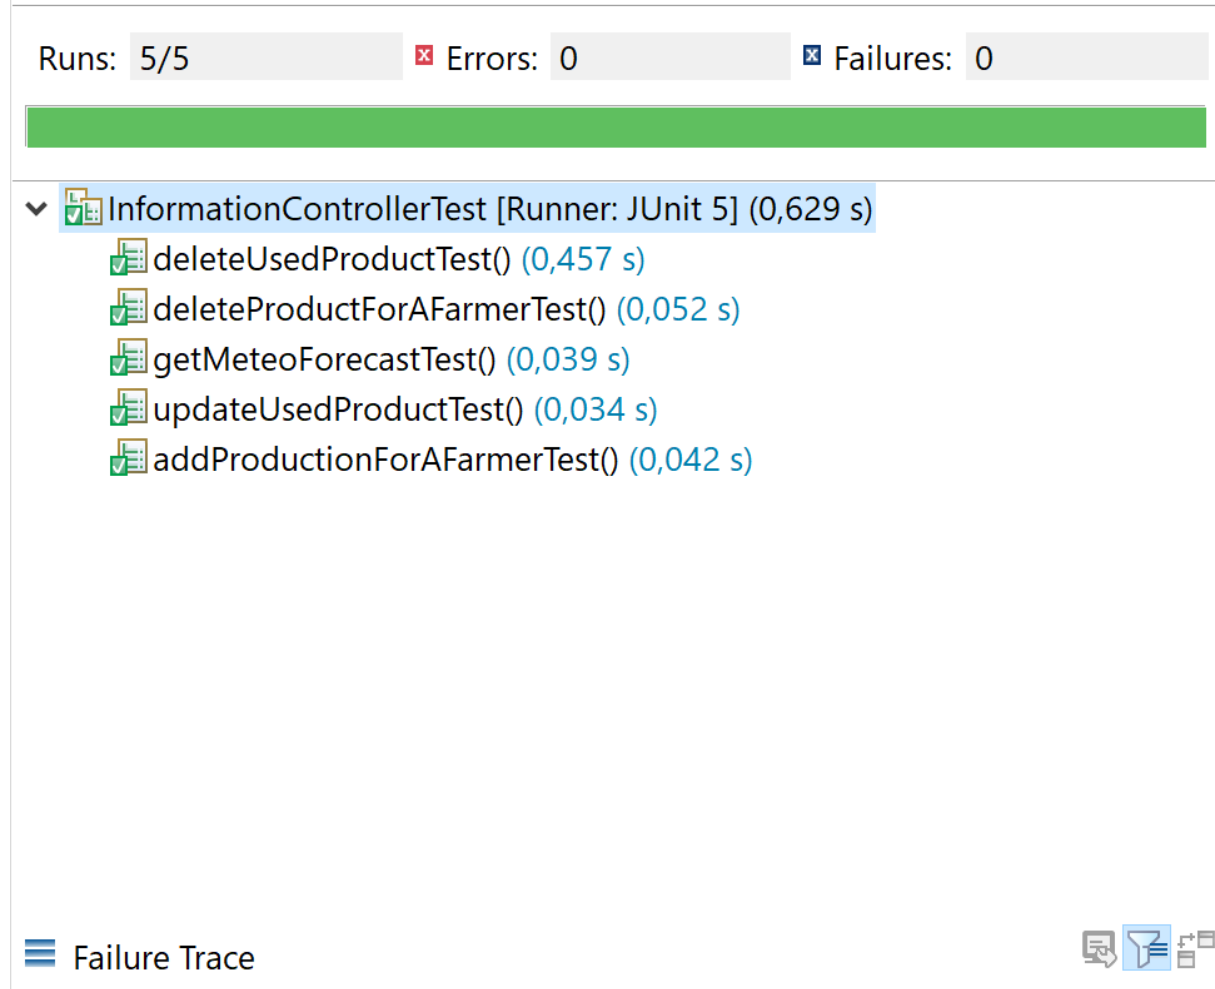 Runs: 5/5 Errors: 0 Failures: 0
InformationControllerTest [Runner: JUnit 5] (0,629 s)
deleteUsedProductTest() (0,457 s)
deleteProductForAFarmerTest() (0,052 s)
getMeteoForecastTest() (0,039 s)
updateUsedProductTest() (0,034 s)
addProductionForAFarmerTest() (0,042 s)
Failure Trace